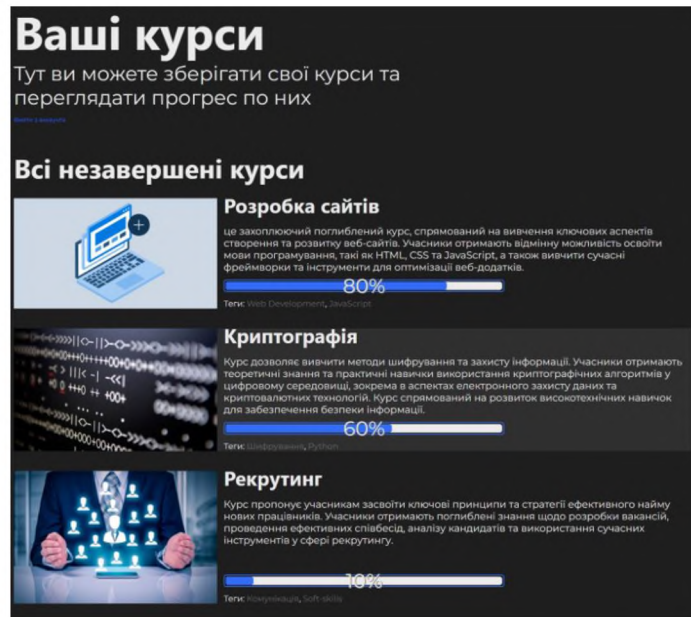 Ваші курси
Тут ви можете зберігати свої курси та
переглядати прогрес по них
Вийти з аккаунта
Всі незавершені курси
Розробка сайтів
це захоплюючий поглиблений курс, спрямований на вивчення ключових аспектів
створення та розвитку веб-сайтів. Учасники отримають відмінну можливість освоїти
мови програмування, такі як HTML, CSS та JavaScript, а також вивчити сучасні
фреймворки та інструменти для оптимізації веб-додатків.
80%
Теги: Web Development, JavaScript
Криптографія
Курс дозволяє вивчити методи шифрування та захисту інформації. Учасники отримають
теоретичні знання та практичні навички використання криптографічних алгоритмів у
цифровому середовищі, зокрема в аспектах електронного захисту даних та
криптовалютних технологій. Курс спрямований на розвиток високотехнічних навичок
для забезпечення безпеки інформації.
60%
Теги: Шифрування, Python
Рекрутинг
Курс пропонує учасникам засвоїти ключові принципи та стратегії ефективного найму
нових працівників. Учасники отримають поглиблені знання щодо розробки вакансій,
проведення ефективних співбесід, аналізу кандидатів та використання сучасних
інструментів у сфері рекрутингу.
10%
Теги: Комунікація, Soft-skills